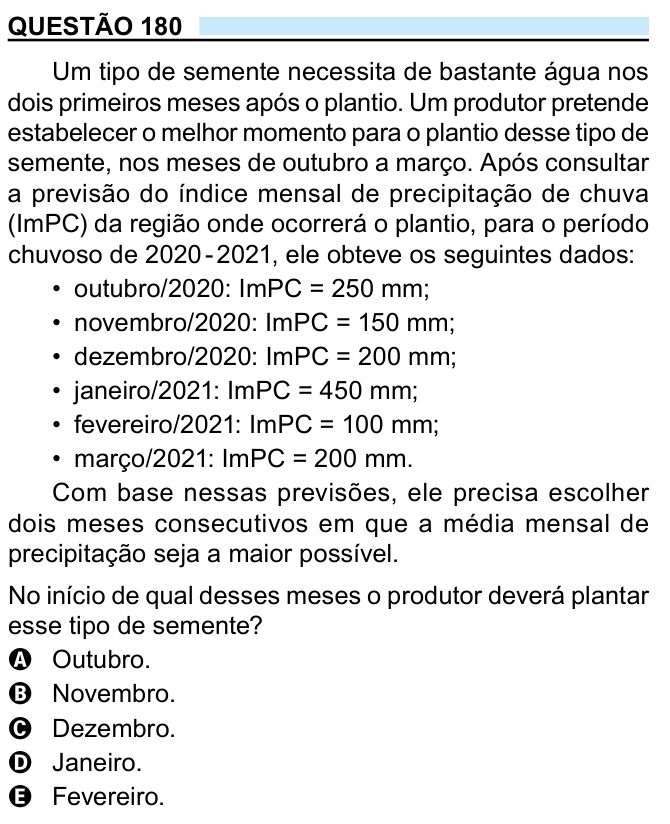 QUESTÃO 180
Um tipo de semente necessita de bastante água nos
dois primeiros meses após o plantio. Um produtor pretende
estabelecer o melhor momento para o plantio desse tipo de
semente, nos meses de outubro a março. Após consultar
a previsão do índice mensal de precipitação de chuva
(ImPC) da região onde ocorrerá o plantio, para o período
chuvoso de 2020-2021, ele obteve os seguintes dados:
• outubro/2020: ImPC = 250 mm;
• novembro/2020: ImPC = 150 mm;
• dezembro/2020: ImPC = 200 mm;
• janeiro/2021: ImPC = 450 mm;
• fevereiro/2021: ImPC = 100 mm;
• março/2021: ImPC = 200 mm.
Com base nessas previsões, ele precisa escolher
dois meses consecutivos em que a média mensal de
precipitação seja a maior possível.
No início de qual desses meses o produtor deverá plantar
esse tipo de semente?
A Outubro.
B Novembro.
C Dezembro.
D Janeiro.
E Fevereiro.